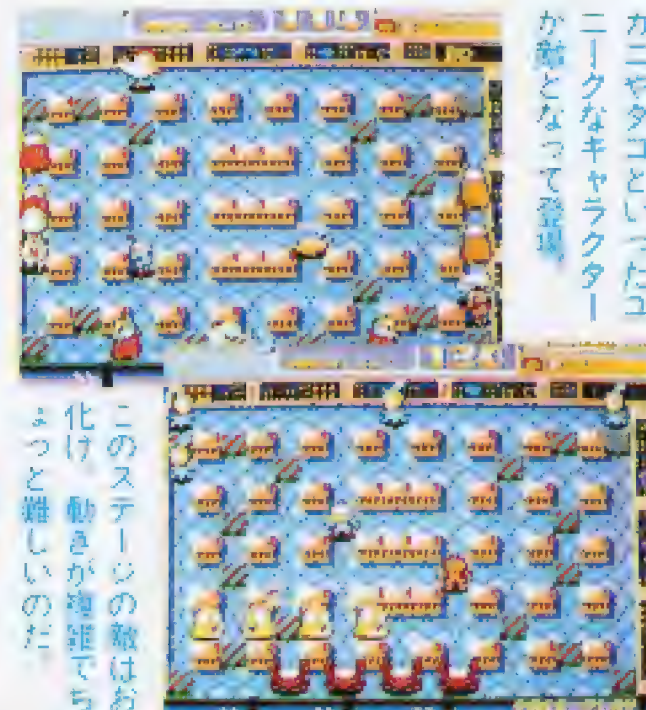 カニやタコといったユ
ニークなキャラクター
が敵となって登場。
このステージの敵はお
化け。動きが複雑でち
ょっと難しいのだ。